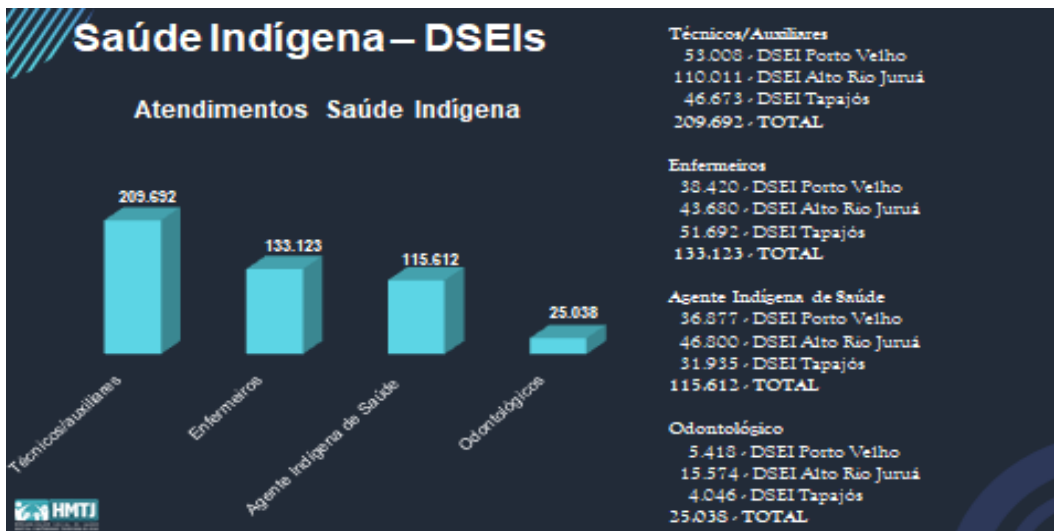 Saúde Indígena – DSEIs
Atendimentos Saúde Indígena
209.692
133.123
115.612
25.038
Técnicos/auxiliares
Enfermeiros
Agente Indígena de Saúde
Odontológicos
HMTJ
Técnicos/Auxiliares
53.008 - DSEI Porto Velho
110.011 - DSEI Alto Rio Juruá
46.673 - DSEI Tapajós
209.692 - TOTAL
Enfermeiros
38.420 - DSEI Porto Velho
43.680 - DSEI Alto Rio Juruá
51.692 - DSEI Tapajós
133.123 - TOTAL
Agente Indígena de Saúde
36.877 - DSEI Porto Velho
46.800 - DSEI Alto Rio Juruá
31.935 - DSEI Tapajós
115.612 - TOTAL
Odontológico
5.418 - DSEI Porto Velho
15.574 - DSEI Alto Rio Juruá
4.046 - DSEI Tapajós
25.038 - TOTAL